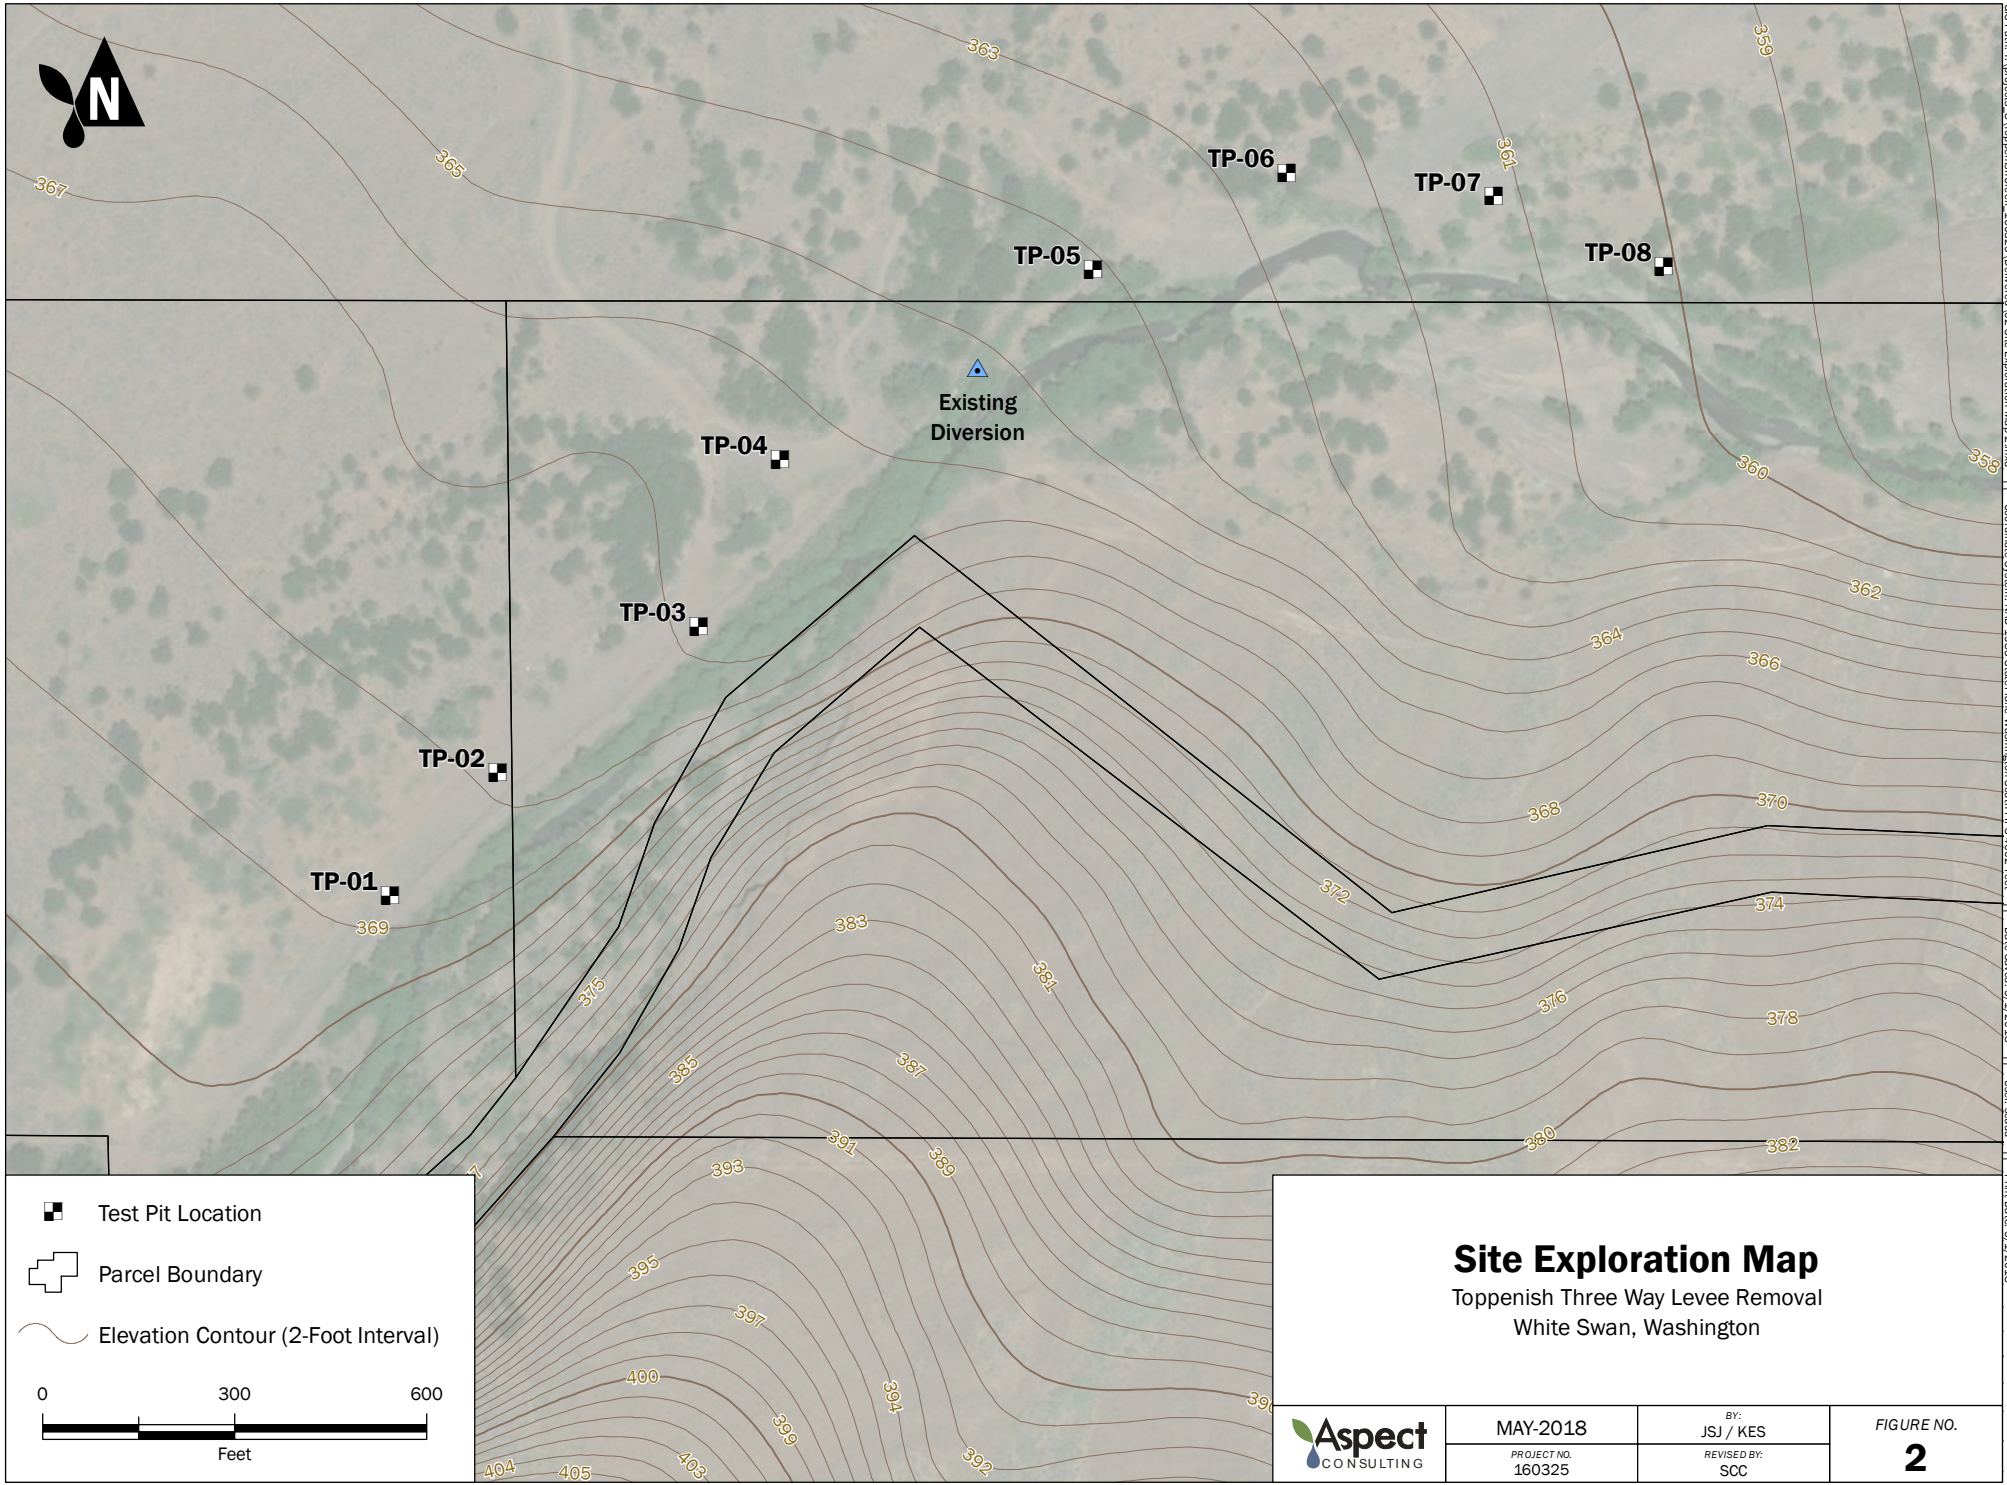 N
363
359
365
367
361
TP-06
TP-07
TP-05
TP-08
Existing
Diversion
TP-04
360
358
362
TP-03
364
366
TP-02
370
368
TP-01
372
374
369
383
375
381
376
378
385
387
380
391
382
389
393
7
395
397
400
394
390
399
392
403
404
405
Test Pit Location
Parcel Boundary
Elevation Contour (2-Foot Interval)
0 300 600
Feet
Site Exploration Map
Toppenish Three Way Levee Removal
White Swan, Washington
Aspect
CONSULTING
MAY-2018
PROJECT NO.
160325
BY:
JSJ / KES
REVISED BY:
SCC
FIGURE NO.
2